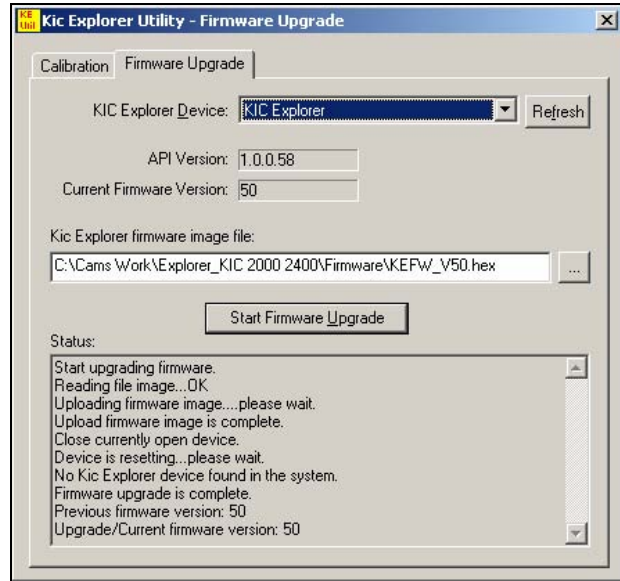 KE
Util
Kic Explorer Utility - Firmware Upgrade
Calibration
Firmware Upgrade
KIC Explorer Device:
KIC Explorer
Refresh
API Version:
1.0.0.58
Current Firmware Version:
50
Kic Explorer firmware image file:
C:\Cams Work\Explorer_KIC 2000 2400\Firmware\KEFW_V50.hex
...
Start Firmware Upgrade
Status:
Start upgrading firmware.
Reading file image...OK
Uploading firmware image....please wait.
Upload firmware image is complete.
Close currently open device.
Device is resetting...please wait.
No Kic Explorer device found in the system.
Firmware upgrade is complete.
Previous firmware version: 50
Upgrade/Current firmware version: 50